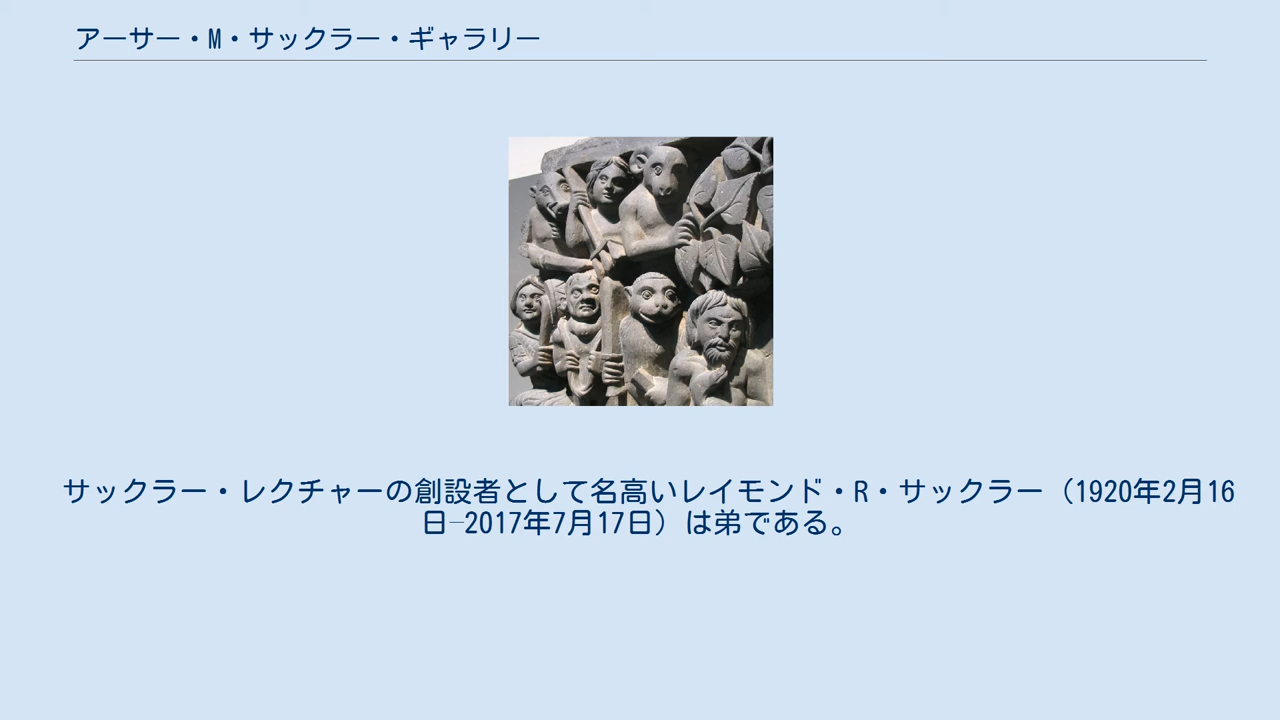 アーサー・M・サックラー・ギャラリー
サックラー・レクチャーの創設者として名高いレイモンド・R・サックラー（1920年2月16
日–2017年7月17日）は弟である。